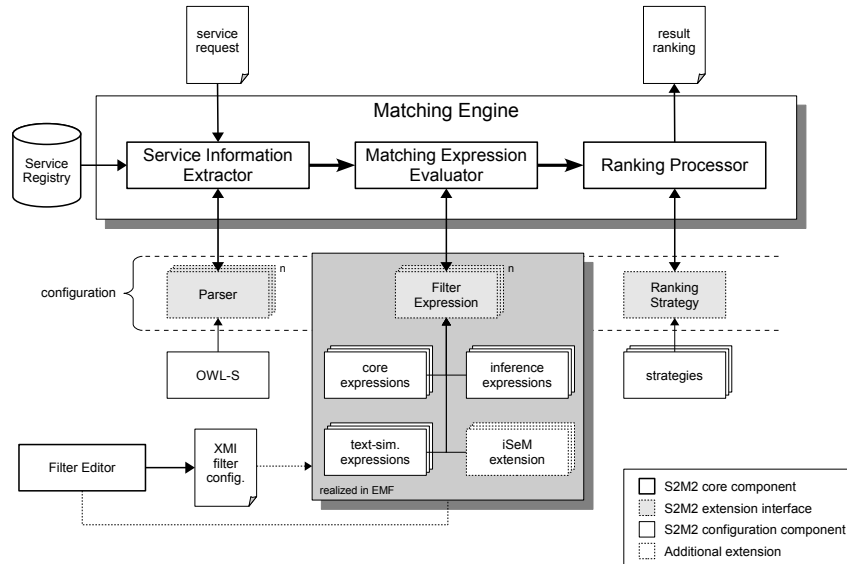 service
request
result
ranking
Matching Engine
Service
Registry
Service Information
Extractor
Matching Expression
Evaluator
Ranking Processor
configuration
n
Parser
n
Filter
Expression
Ranking
Strategy
OWL-S
core
expressions
inference
expressions
strategies
text-sim.
expressions
iSeM
extension
Filter Editor
XMI
filter
config.
realized in EMF
S2M2 core component
S2M2 extension interface
S2M2 configuration component
Additional extension